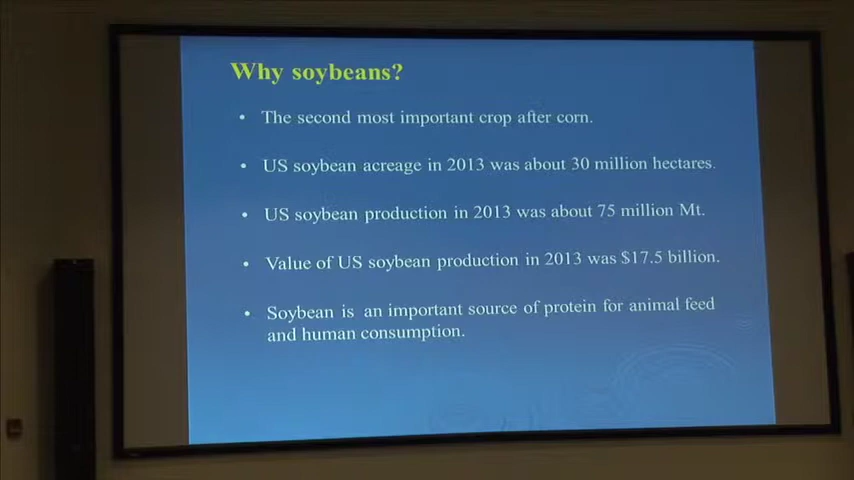 Why soybeans?
• The second most important crop after corn.
• US soybean acreage in 2013 was about 30 million hectares.
• US soybean production in 2013 was about 75 million Mt.
• Value of US soybean production in 2013 was $17.5 billion.
• Soybean is an important source of protein for animal feed
and human consumption.